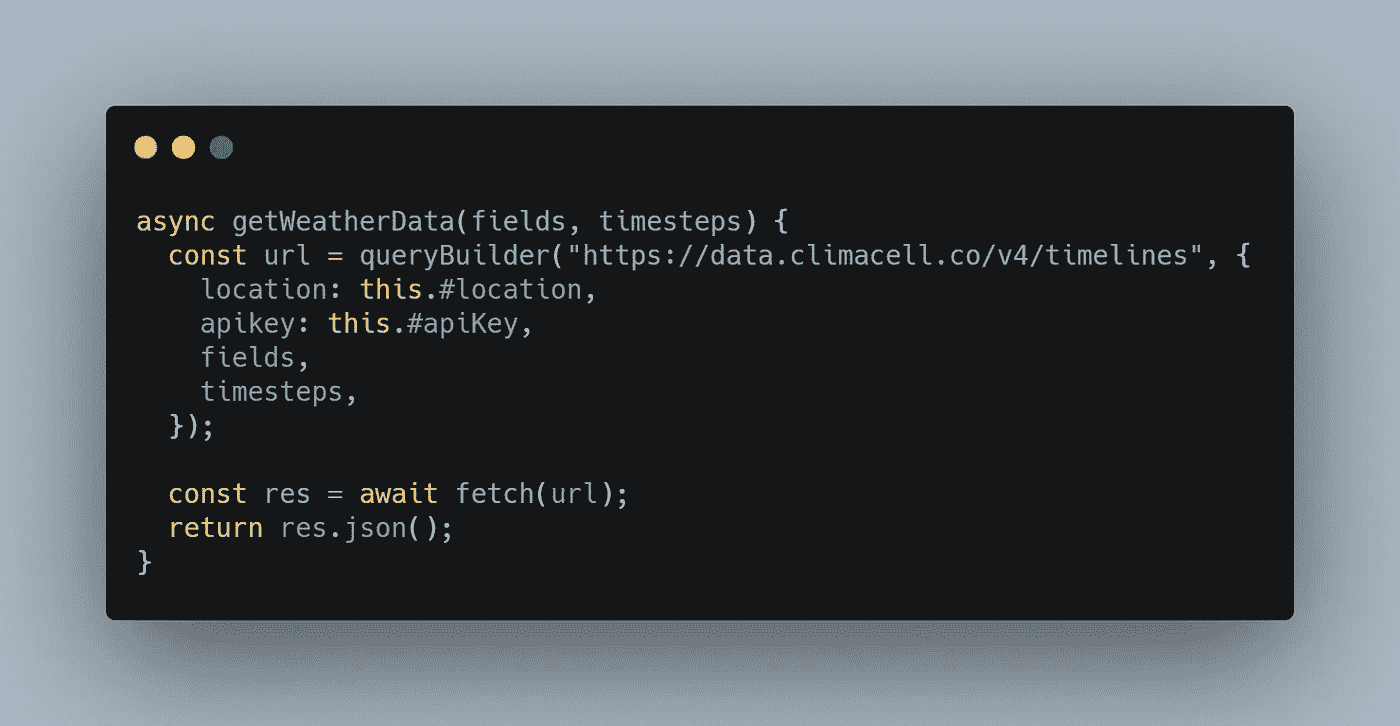 async getWeatherData(fields, timesteps) {
  const url = queryBuilder("https://data.climacell.co/v4/timelines", {
    location: this.#location,
    apikey: this.#apiKey,
    fields,
    timesteps,
  });

  const res = await fetch(url);
  return res.json();
}